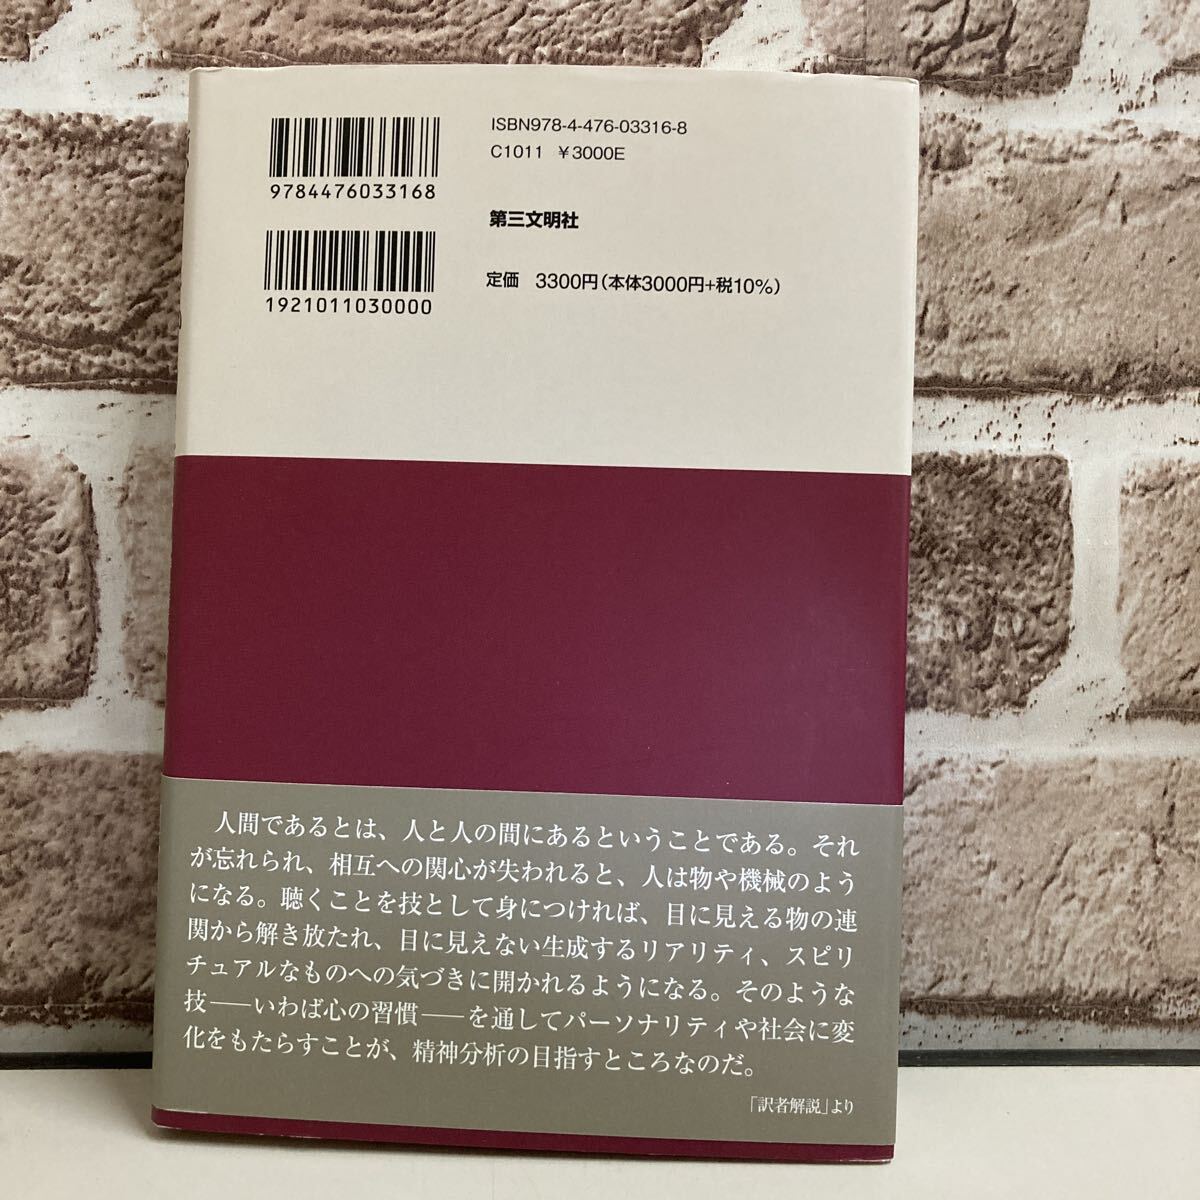 9784476033168
1921011030000
ISBN978-4-476-03316-8
C1011 ¥3000E
第三文明社
定価 3300円(本体3000円+税10%)
人間であるとは、人と人の間にあるということである。それ
が忘れられ、相互への関心が失われると、人は物や機械のよう
になる。聴くことを技として身につければ、目に見える物の連
関から解き放たれ、目に見えない生成するリアリティ、スピリ
チュアルなものへの気づきに開かれるようになる。そのような
技——いわば心の習慣——を通してパーソナリティや社会に変
化をもたらすことが、精神分析の目指すところなのだ。
「訳者解説」より